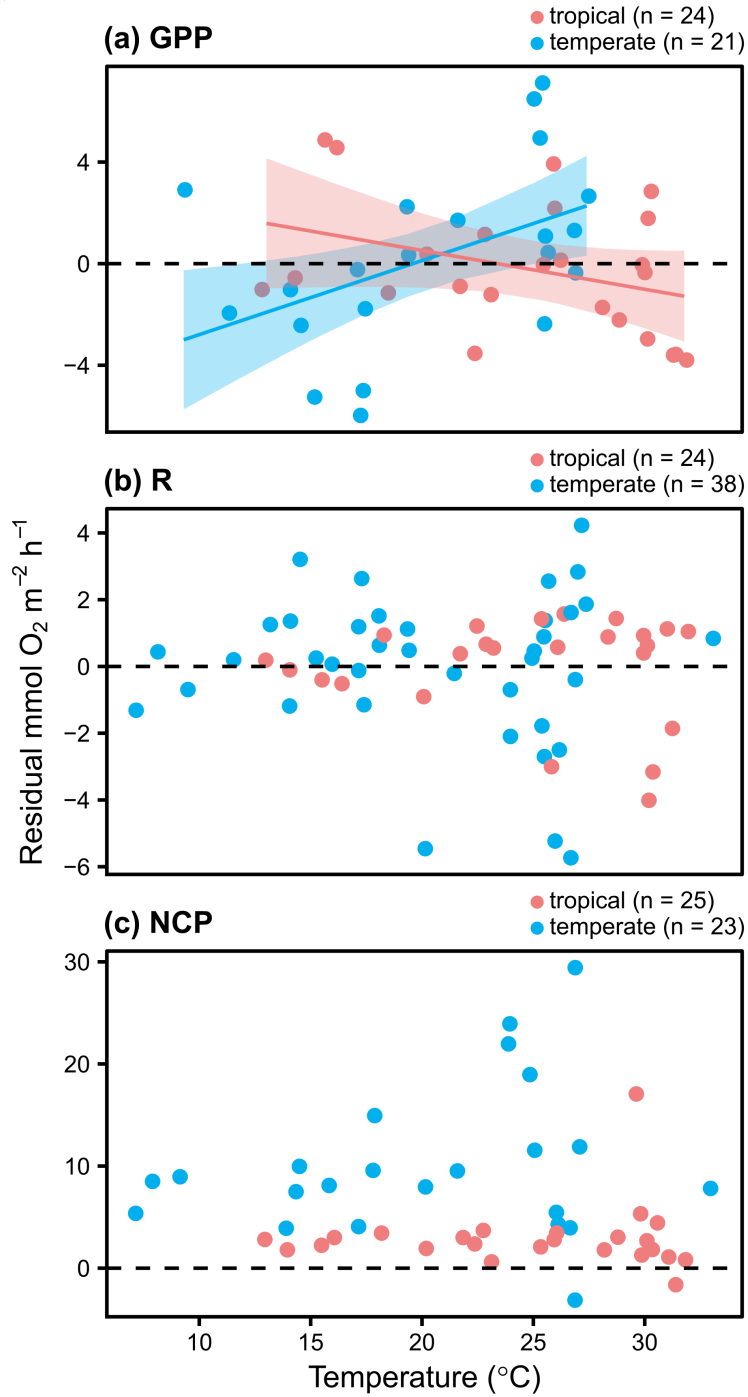 tropical (n = 24)
(a) GPP
temperate (n = 21)
4
0
−4
tropical (n = 24)
(b) R
temperate (n = 38)
4
2
0
−2
−4
−6
Residual mmol O₂ m⁻² h⁻¹
tropical (n = 25)
(c) NCP
temperate (n = 23)
30
20
10
0
10 15 20 25 30
Temperature (°C)